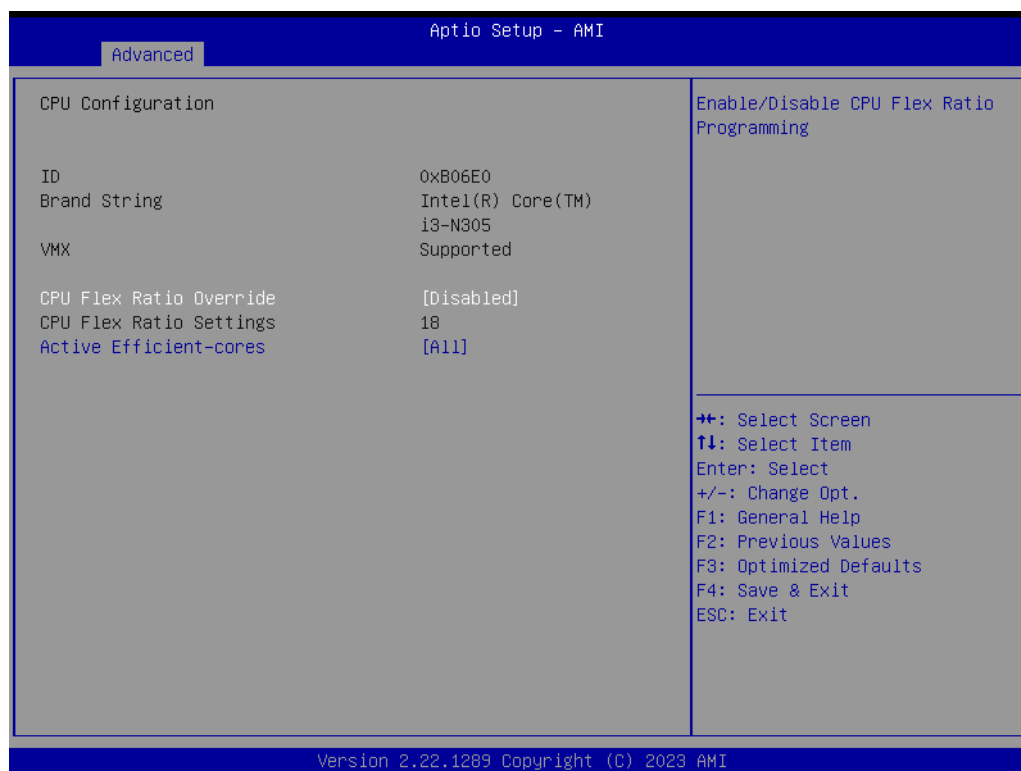 Aptio Setup – AMI
Advanced
CPU Configuration
Enable/Disable CPU Flex Ratio
Programming
ID 0xB06E0
Brand String Intel(R) Core(TM)
i3-N305
VMX Supported
CPU Flex Ratio Override [Disabled]
CPU Flex Ratio Settings 18
Active Efficient-cores [All]
→←: Select Screen
↑↓: Select Item
Enter: Select
+/-: Change Opt.
F1: General Help
F2: Previous Values
F3: Optimized Defaults
F4: Save & Exit
ESC: Exit
Version 2.22.1289 Copyright (C) 2023 AMI